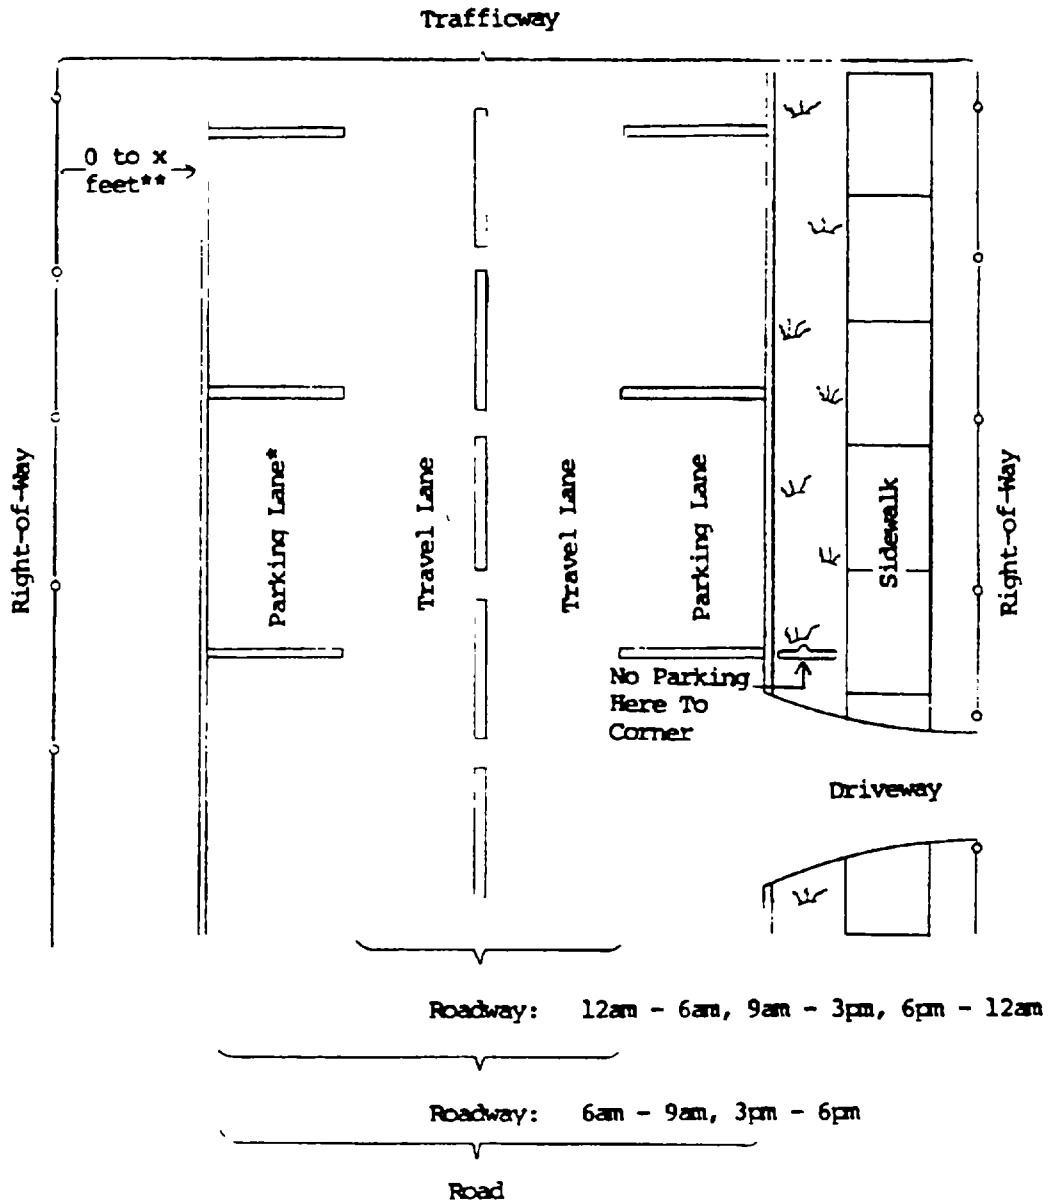 Trafficway
0 to x
feet**
Right-of-Way
Parking Lane*
Travel Lane
Travel Lane
Parking Lane
Sidewalk
Right-of-Way
No Parking
Here To
Corner
Driveway
Roadway: 12am - 6am, 9am - 3pm, 6pm - 12am
Roadway: 6am - 9am, 3pm - 6pm
Road